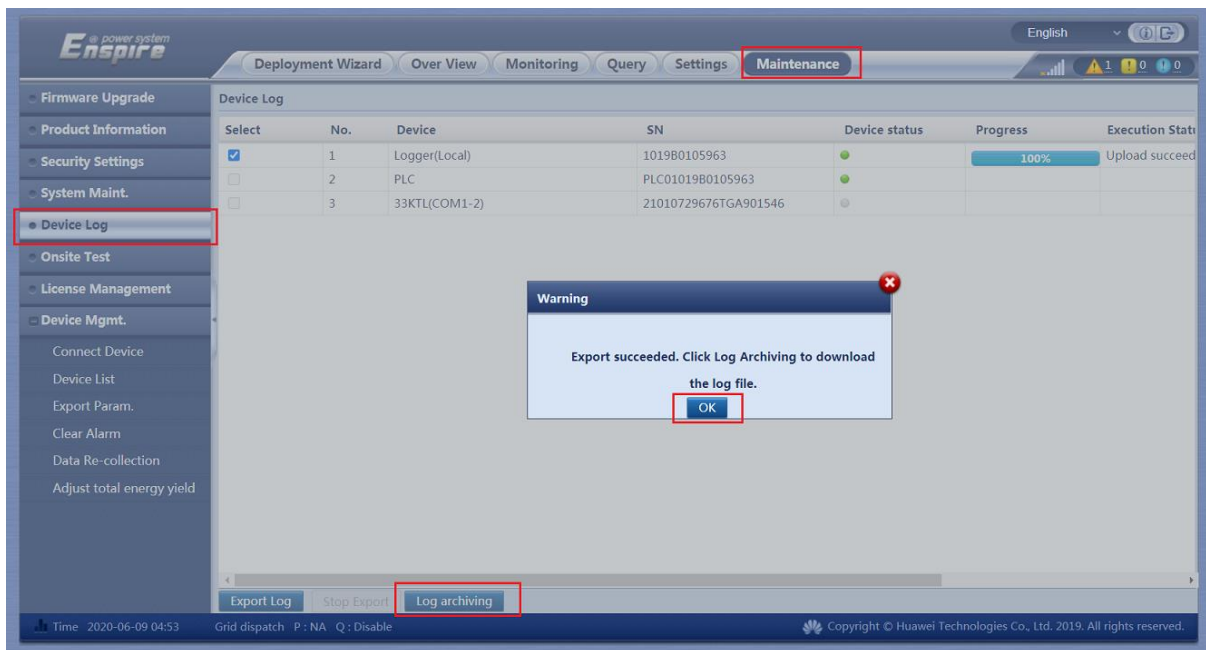 Enspire
e power system
English
Deployment Wizard Over View Monitoring Query Settings Maintenance
1 0 0
Firmware Upgrade
Product Information
Security Settings
System Maint.
Device Log
Onsite Test
License Management
Device Mgmt.
Connect Device
Device List
Export Param.
Clear Alarm
Data Re-collection
Adjust total energy yield
Device Log
Select No. Device SN Device status Progress Execution Statu
1 Logger(Local) 1019B0105963 100% Upload succeed
2 PLC PLC01019B0105963
3 33KTL(COM1-2) 21010729676TGA901546
Warning
Export succeeded. Click Log Archiving to download
the log file.
OK
Export Log Stop Export Log archiving
Time 2020-06-09 04:53 Grid dispatch P : NA Q : Disable Copyright © Huawei Technologies Co., Ltd. 2019. All rights reserved.